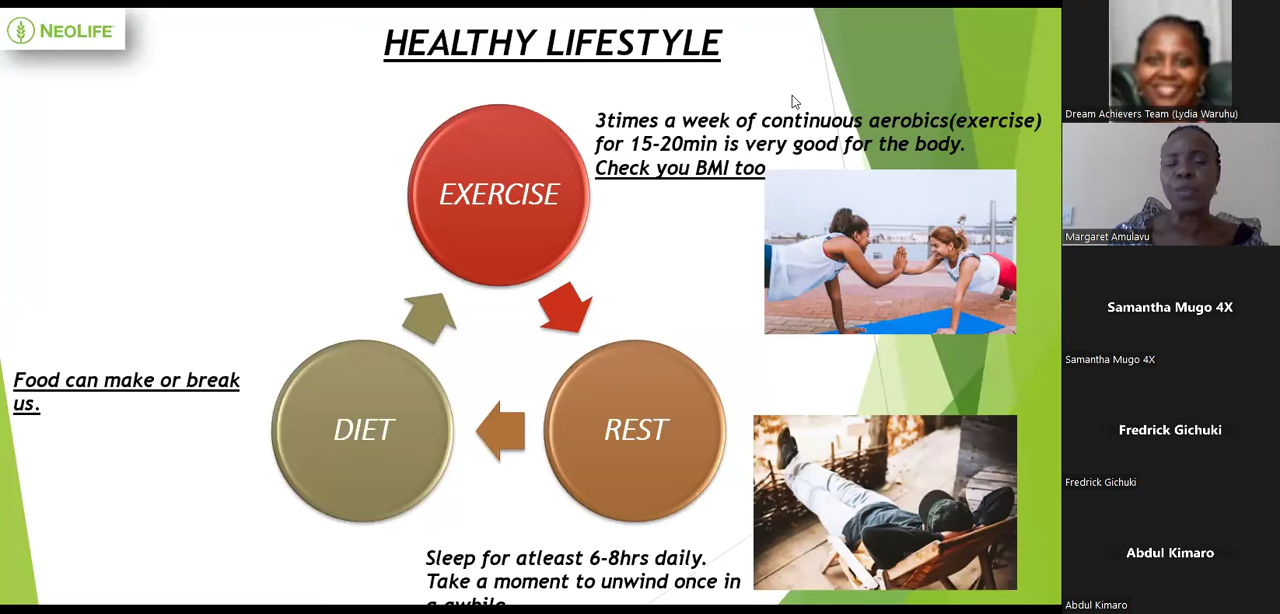 NEOLIFE
HEALTHY LIFESTYLE
3times a week of continuous aerobics(exercise)
for 15-20min is very good for the body.
Check you BMI too
EXERCISE
Food can make or break
us.
DIET
REST
Sleep for atleast 6-8hrs daily.
Take a moment to unwind once in
a awhile
Dream Achievers Team (Lydia Waruhu)
Margaret Amulavu
Samantha Mugo 4X
Samantha Mugo 4X
Fredrick Gichuki
Fredrick Gichuki
Abdul Kimaro
Abdul Kimaro